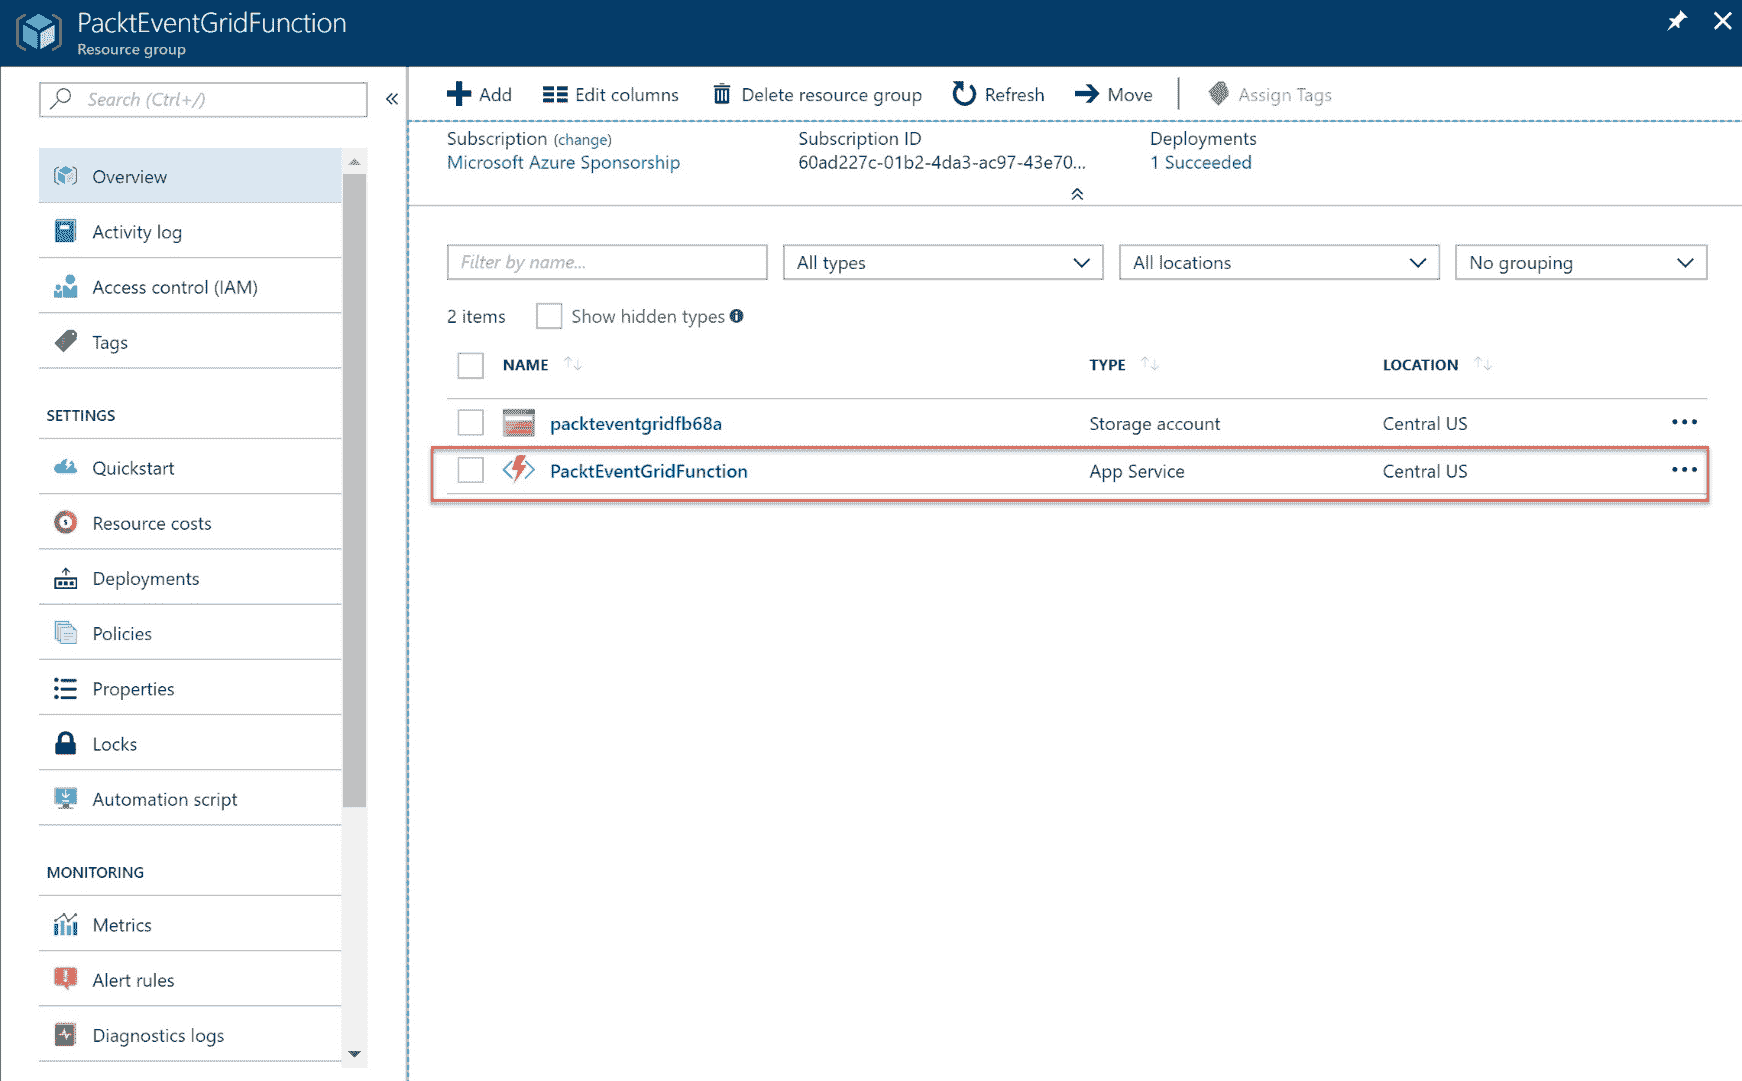 PacktEventGridFunction
Resource group
Search (Ctrl+/)
Overview
Activity log
Access control (IAM)
Tags
SETTINGS
Quickstart
Resource costs
Deployments
Policies
Properties
Locks
Automation script
MONITORING
Metrics
Alert rules
Diagnostics logs
Add Edit columns Delete resource group Refresh Move Assign Tags
Subscription (change) Subscription ID Deployments
Microsoft Azure Sponsorship 60ad227c-01b2-4da3-ac97-43e70... 1 Succeeded
Filter by name... All types All locations No grouping
2 items Show hidden types
NAME TYPE LOCATION
packteventgridfb68a Storage account Central US
PacktEventGridFunction App Service Central US